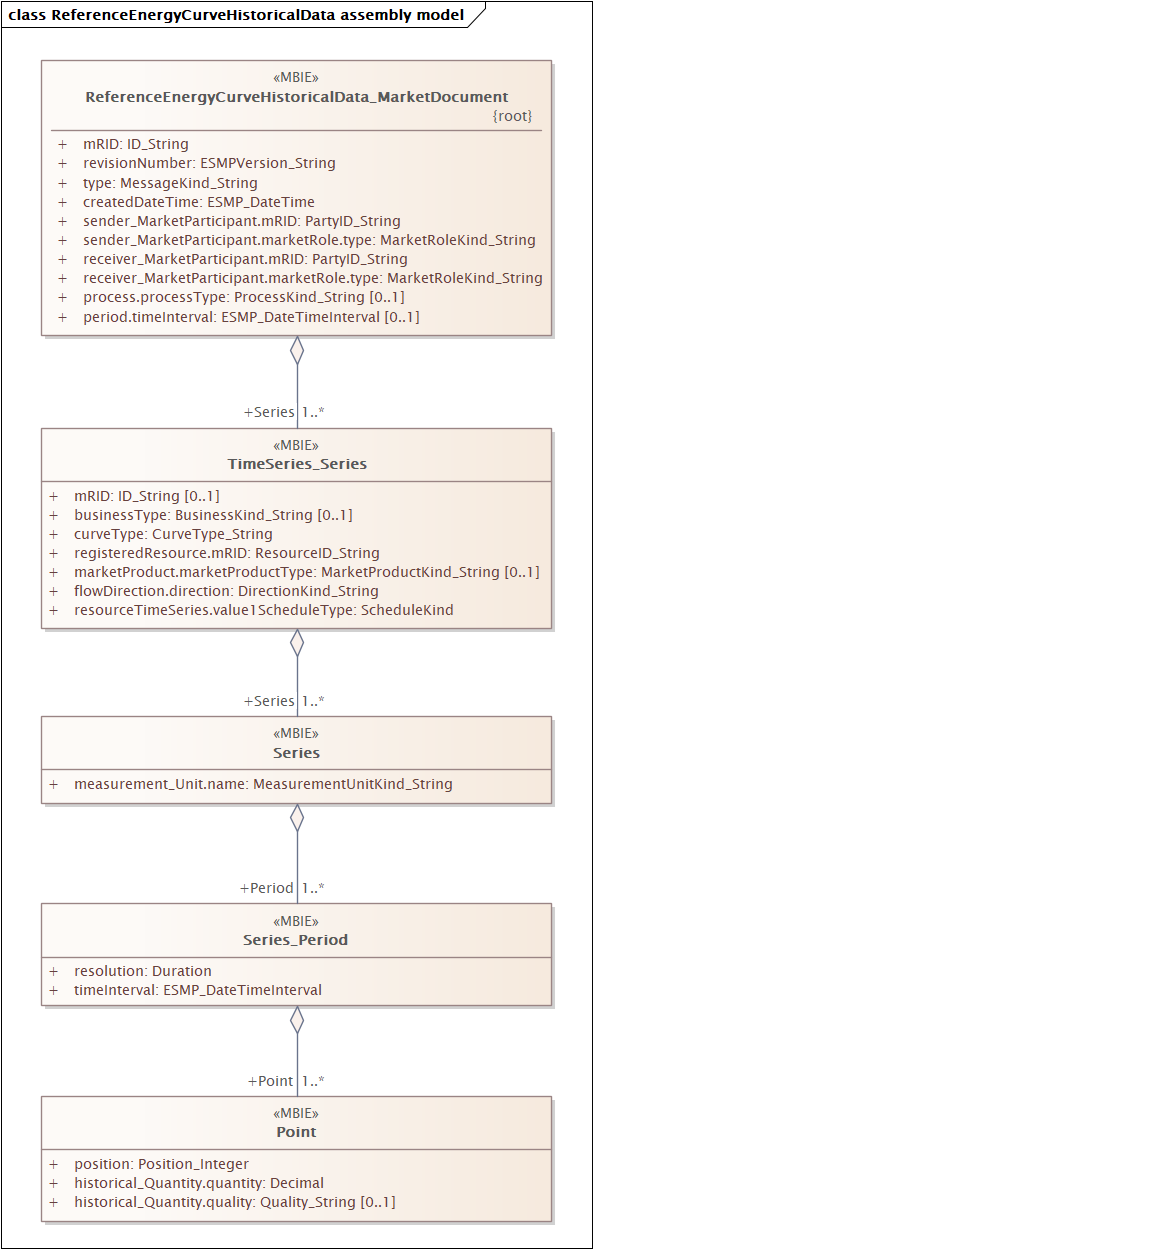 class ReferenceEnergyCurveHistoricalData assembly model
«MBIE»
ReferenceEnergyCurveHistoricalData_MarketDocument
{root}
+ mRID: ID_String
+ revisionNumber: ESMPVersion_String
+ type: MessageKind_String
+ createdDateTime: ESMP_DateTime
+ sender_MarketParticipant.mRID: PartyID_String
+ sender_MarketParticipant.marketRole.type: MarketRoleKind_String
+ receiver_MarketParticipant.mRID: PartyID_String
+ receiver_MarketParticipant.marketRole.type: MarketRoleKind_String
+ process.processType: ProcessKind_String [0..1]
+ period.timeInterval: ESMP_DateTimeInterval [0..1]
+Series 1..*
«MBIE»
TimeSeries_Series
+ mRID: ID_String [0..1]
+ businessType: BusinessKind_String [0..1]
+ curveType: CurveType_String
+ registeredResource.mRID: ResourceID_String
+ marketProduct.marketProductType: MarketProductKind_String [0..1]
+ flowDirection.direction: DirectionKind_String
+ resourceTimeSeries.value1ScheduleType: ScheduleKind
+Series 1..*
«MBIE»
Series
+ measurement_Unit.name: MeasurementUnitKind_String
+Period 1..*
«MBIE»
Series_Period
+ resolution: Duration
+ timeInterval: ESMP_DateTimeInterval
+Point 1..*
«MBIE»
Point
+ position: Position_Integer
+ historical_Quantity.quantity: Decimal
+ historical_Quantity.quality: Quality_String [0..1]